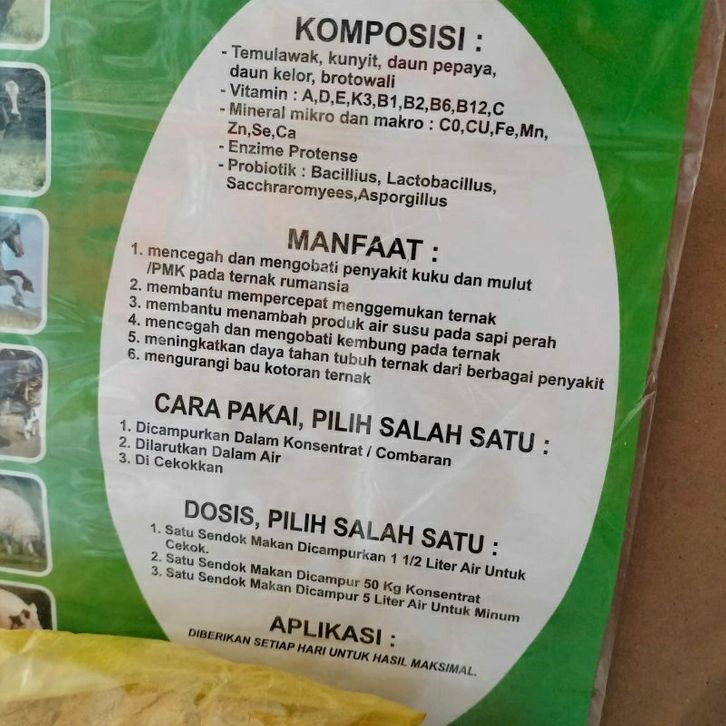 KOMPOSISI :
- Temulawak, kunyit, daun pepaya,
daun kelor, brotowali
- Vitamin : A,D,E,K3,B1,B2,B6,B12,C
- Mineral mikro dan makro : C0,CU,Fe,Mn,
Zn,Se,Ca
- Enzime Protense
- Probiotik : Bacillius, Lactobacillus,
Sacchraromyees,Asporgillus
MANFAAT :
1. mencegah dan mengobati penyakit kuku dan mulut
/PMK pada ternak rumansia
2. membantu mempercepat menggemukan ternak
3. membantu menambah produk air susu pada sapi perah
4. mencegah dan mengobati kembung pada ternak
5. meningkatkan daya tahan tubuh ternak dari berbagai penyakit
6. mengurangi bau kotoran ternak
CARA PAKAI, PILIH SALAH SATU :
1. Dicampurkan Dalam Konsentrat / Combaran
2. Dilarutkan Dalam Air
3. Di Cekokkan
DOSIS, PILIH SALAH SATU :
1. Satu Sendok Makan Dicampurkan 1 1/2 Liter Air Untuk
Cekok.
2. Satu Sendok Makan Dicampur 50 Kg Konsentrat
3. Satu Sendok Makan Dicampur 5 Liter Air Untuk Minum
APLIKASI :
DIBERIKAN SETIAP HARI UNTUK HASIL MAKSIMAL.